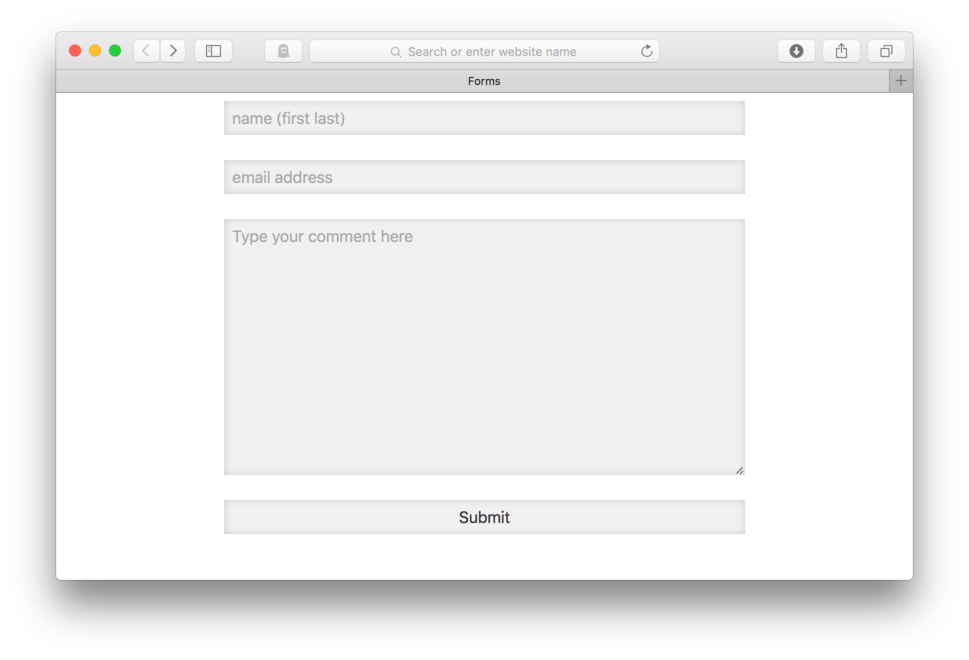 Search or enter website name
Forms
name (first last)
email address
Type your comment here
Submit